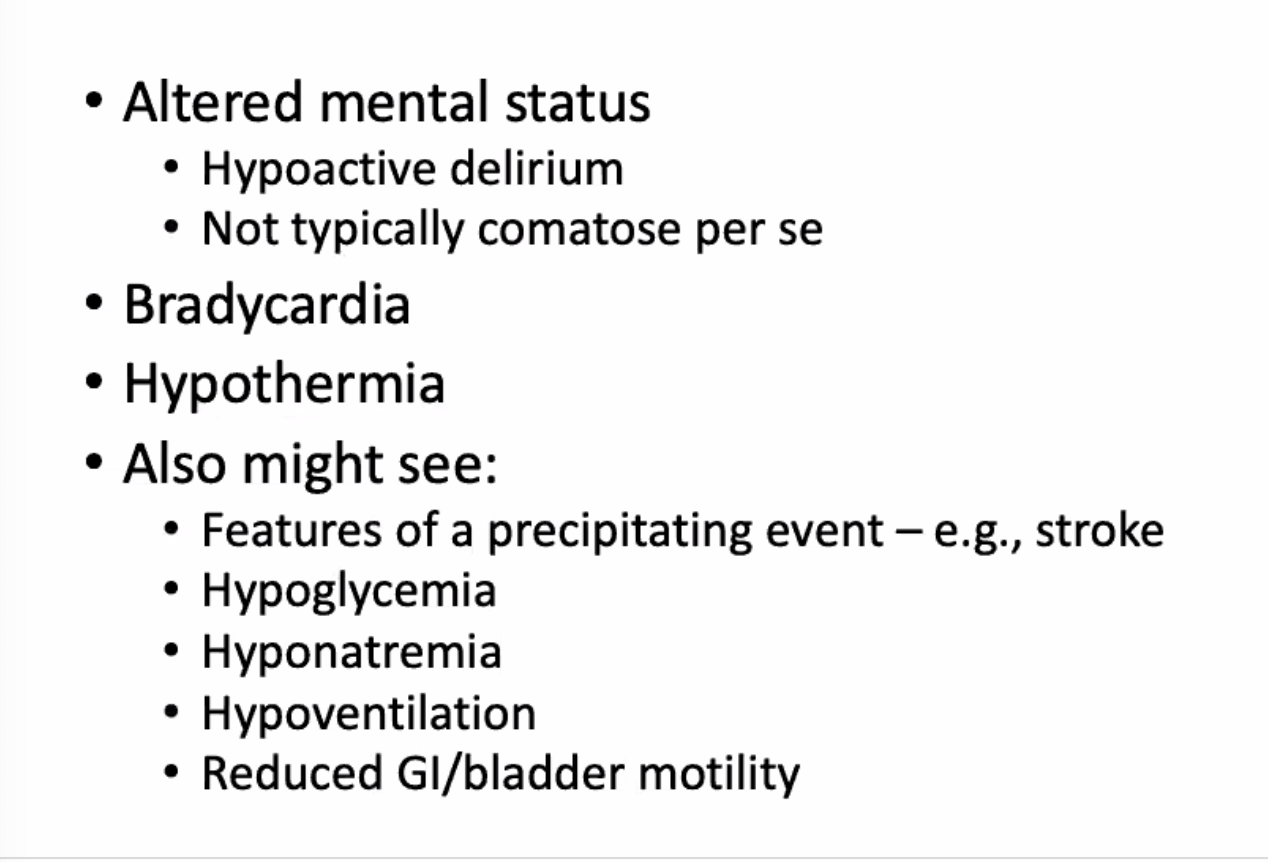 • Altered mental status
• Hypoactive delirium
• Not typically comatose per se
• Bradycardia
• Hypothermia
• Also might see:
• Features of a precipitating event – e.g., stroke
• Hypoglycemia
• Hyponatremia
• Hypoventilation
• Reduced GI/bladder motility